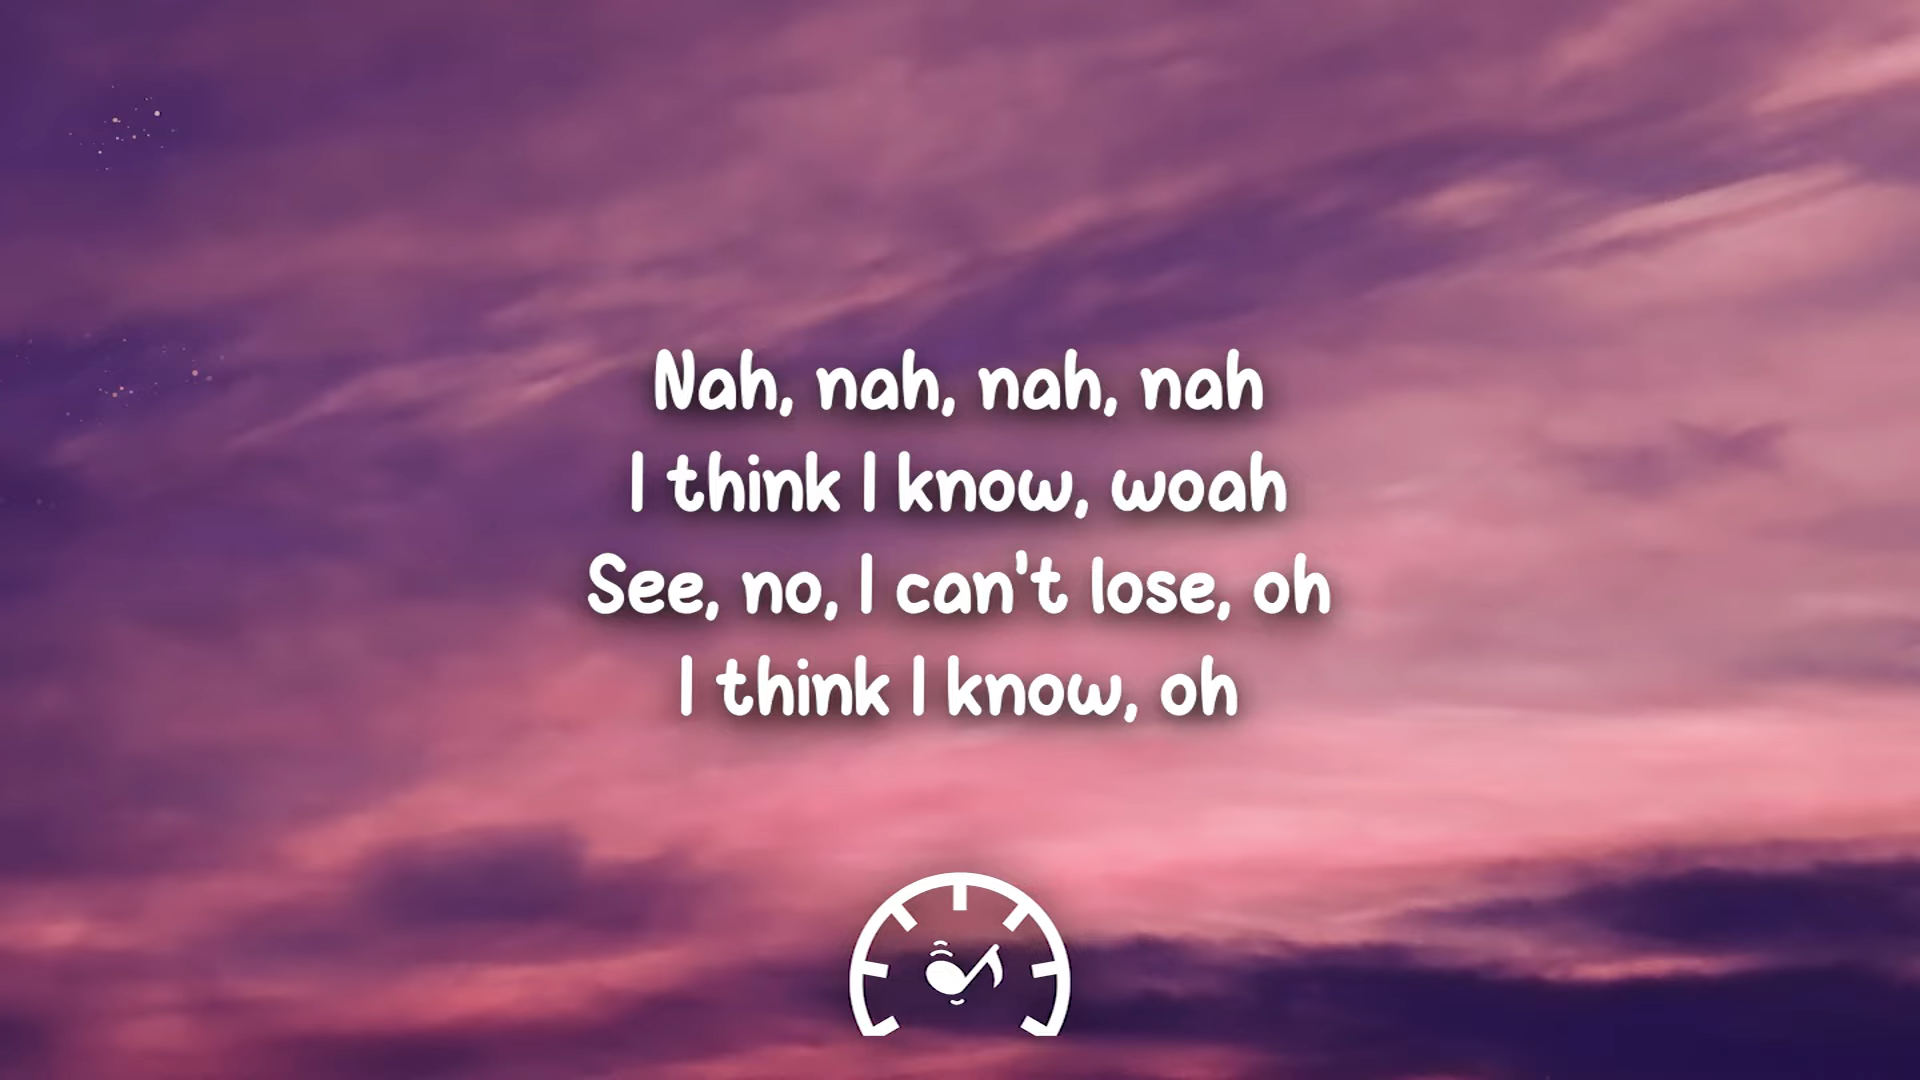 Nah, nah, nah, nah
I think I know, woah
See, no, I can't lose, oh
I think I know, oh